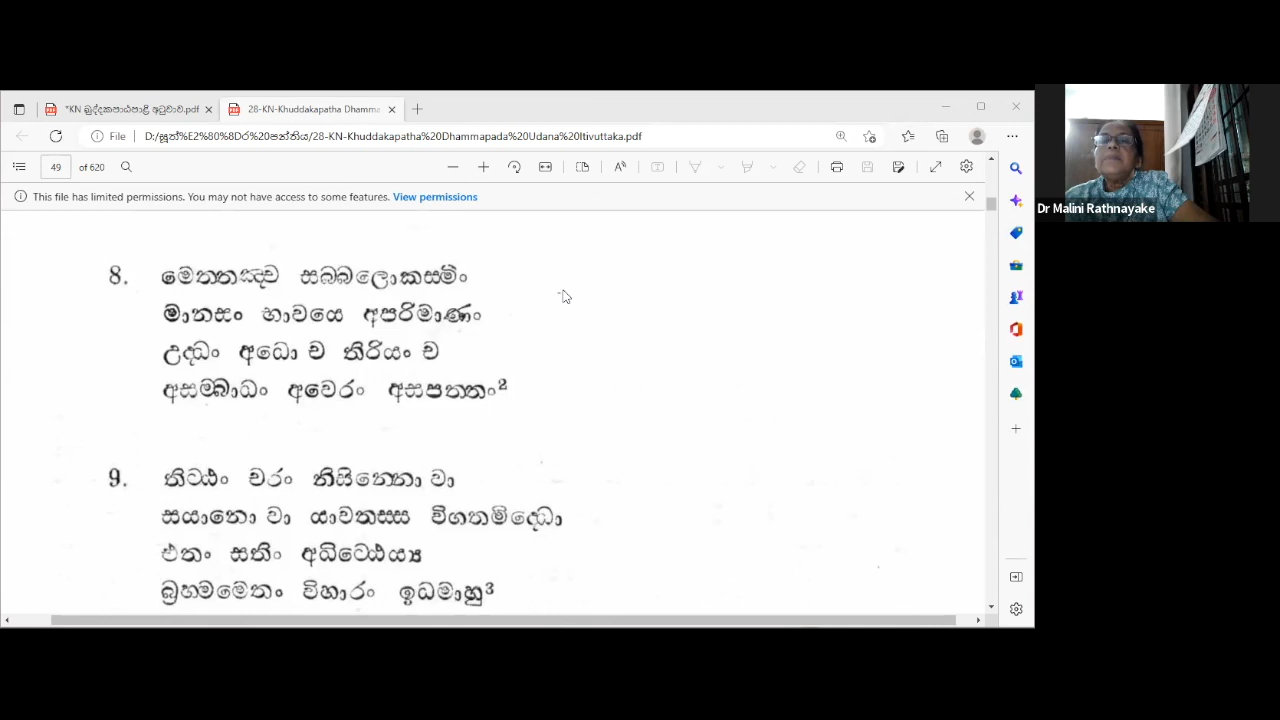 *KN ඛුද්දකපාඨපාළි අටුවාව.pdf
28-KN-Khuddakapatha Dhamma
File
D:/සූත්%E2%80%8Dර%20පන්තිය/28-KN-Khuddakapatha%20Dhammapada%20Udana%20Itivuttaka.pdf
49 of 620
This file has limited permissions. You may not have access to some features. View permissions
Dr Malini Rathnayake
8. මෙත්තඤ්ච සබ්බලොකස්මිං
මානසං භාවයෙ අපරිමාණං
උද්ධං අධො ච තිරියං ච
අසම්බාධං අවෙරං අසපත්තං²
9. තිට්ඨං චරං නිසින්නො වා
සයානො වා යාවතස්ස විගතමිද්ධො
එතං සතිං අධිට්ඨෙය්‍ය
බ්‍රහ්මමෙතං විහාරං ඉධමාහු³